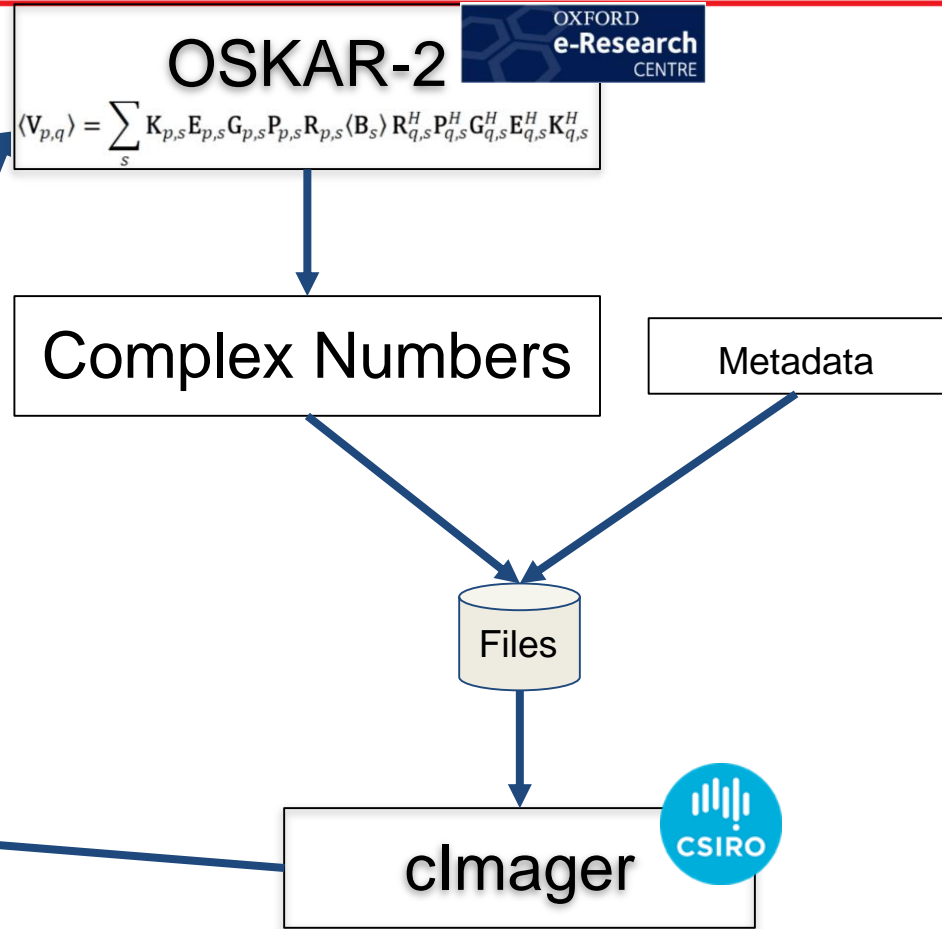 OSKAR-2
OXFORD
e-Research
CENTRE
⟨V_{p,q}⟩ = \sum_s K_{p,s}E_{p,s}G_{p,s}P_{p,s}R_{p,s}⟨B_s⟩ R^H_{q,s}P^H_{q,s}G^H_{q,s}E^H_{q,s}K^H_{q,s}
Complex Numbers
Metadata
Files
CSIRO
cImager